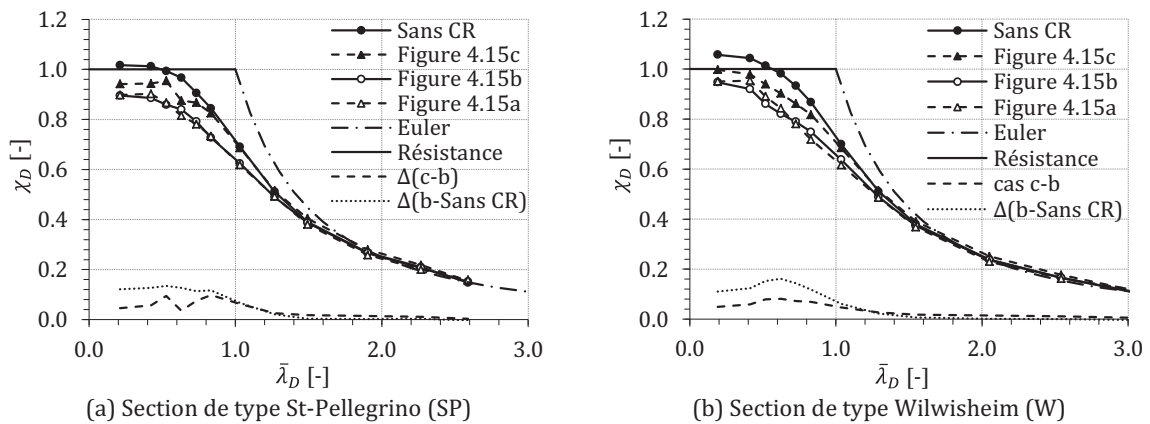 1.2
1.0
0.8
0.6
0.4
0.2
0.0
χ_D [-]
0.0 1.0 2.0 3.0
λ̄_D [-]
Sans CR
Figure 4.15c
Figure 4.15b
Figure 4.15a
Euler
Résistance
Δ(c-b)
Δ(b-Sans CR)
(a) Section de type St-Pellegrino (SP)
1.2
1.0
0.8
0.6
0.4
0.2
0.0
χ_D [-]
0.0 1.0 2.0 3.0
λ̄_D [-]
Sans CR
Figure 4.15c
Figure 4.15b
Figure 4.15a
Euler
Résistance
cas c-b
Δ(b-Sans CR)
(b) Section de type Wilwisheim (W)